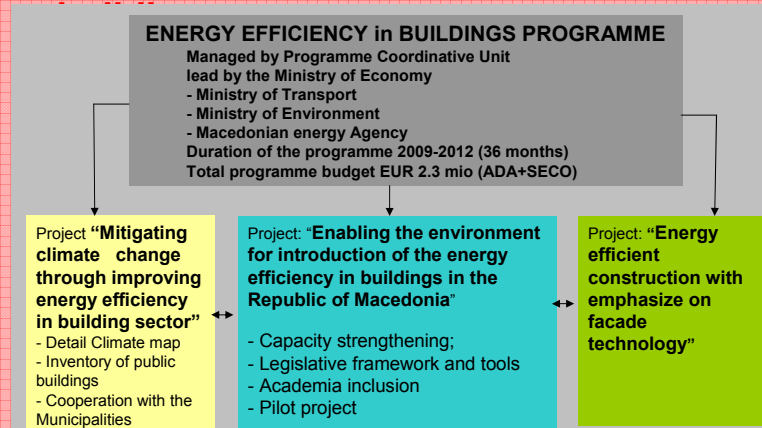 ENERGY EFFICIENCY in BUILDINGS PROGRAMME
Managed by Programme Coordinative Unit
lead by the Ministry of Economy
- Ministry of Transport
- Ministry of Environment
- Macedonian energy Agency
Duration of the programme 2009-2012 (36 months)
Total programme budget EUR 2.3 mio (ADA+SECO)
Project “Mitigating
climate change
through improving
energy efficiency
in building sector”
- Detail Climate map
- Inventory of public
buildings
- Cooperation with the
Municipalities
Project: “Enabling the environment
for introduction of the energy
efficiency in buildings in the
Republic of Macedonia”
- Capacity strengthening;
- Legislative framework and tools
- Academia inclusion
- Pilot project
Project: “Energy
efficient
construction with
emphasize on
facade
technology”